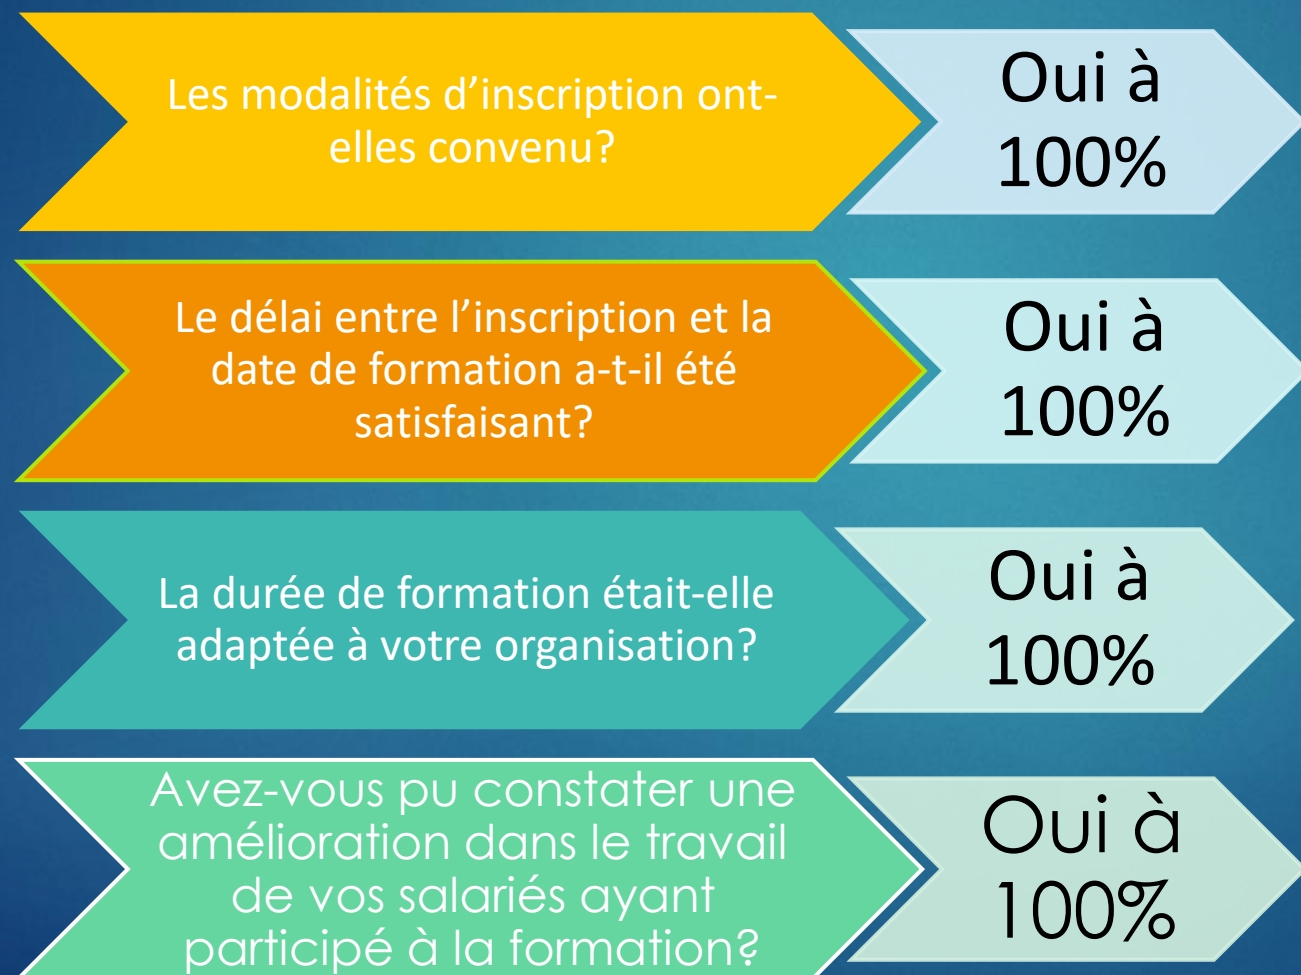 Les modalités d’inscription ont-
elles convenu?
Oui à
100%
Le délai entre l’inscription et la
date de formation a-t-il été
satisfaisant?
Oui à
100%
La durée de formation était-elle
adaptée à votre organisation?
Oui à
100%
Avez-vous pu constater une
amélioration dans le travail
de vos salariés ayant
participé à la formation?
Oui à
100%